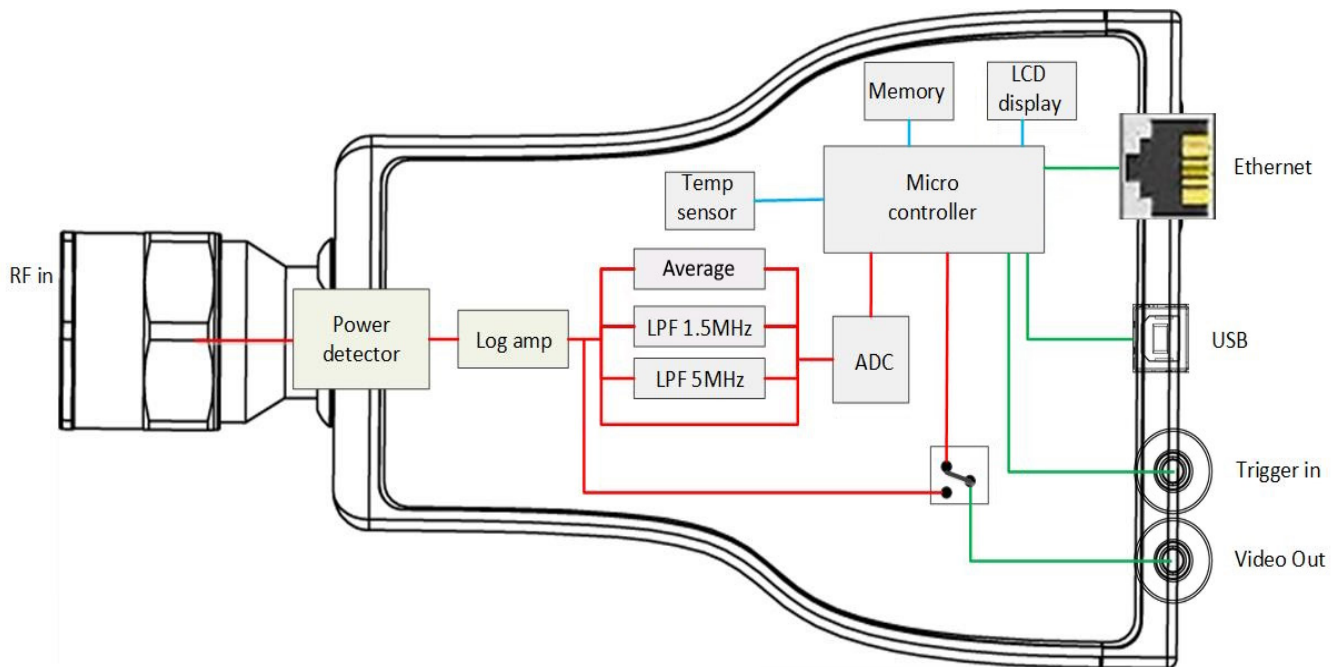 Memory
LCD
display
Ethernet
Temp
sensor
Micro
controller
RF in
Average
Power
detector
Log amp
LPF 1.5MHz
LPF 5MHz
ADC
USB
Trigger in
Video Out